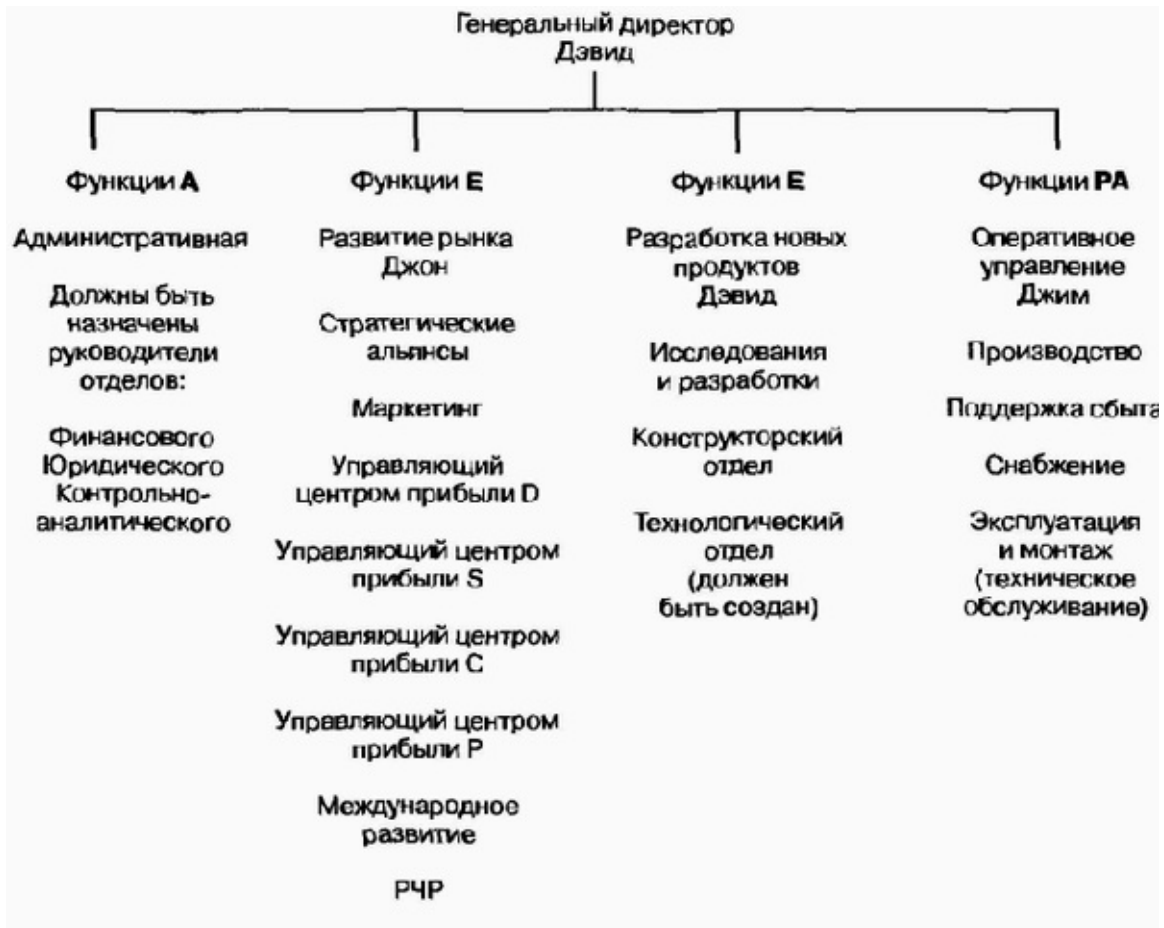 Генеральный директор
Дэвид
Функции А
Административная
Должны быть
назначены
руководители
отделов:
Финансового
Юридического
Контрольно-
аналитического
Функции Е
Развитие рынка
Джон
Стратегические
альянсы
Маркетинг
Управляющий
центром прибыли D
Управляющий центром
прибыли S
Управляющий центром
прибыли С
Управляющий центром
прибыли Р
Международное
развитие
РЧР
Функции Е
Разработка новых
продуктов
Дэвид
Исследования
и разработки
Конструкторский
отдел
Технологический
отдел
(должен
быть создан)
Функции РА
Оперативное
управление
Джим
Производство
Поддержка сбыта
Снабжение
Эксплуатация
и монтаж
(техническое
обслуживание)